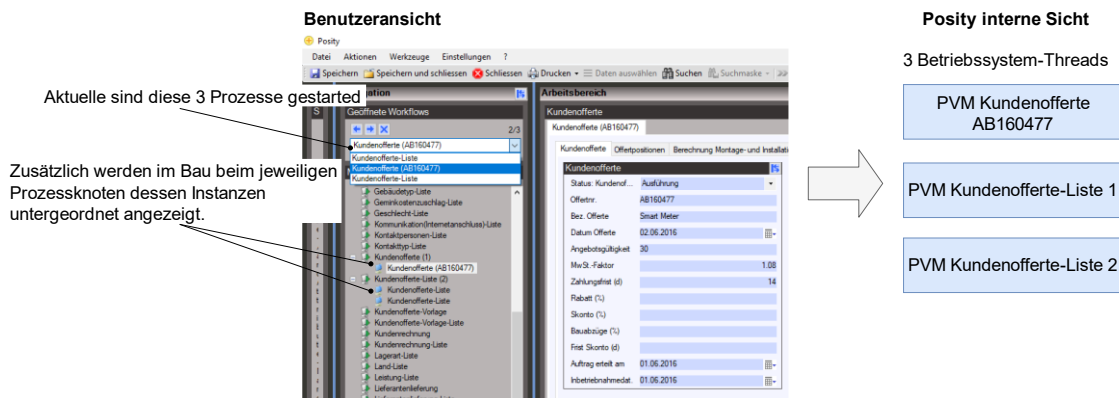 Benutzeransicht
Posity interne Sicht
Posity
Datei Aktionen Werkzeuge Einstellungen ?
Speichern Speichern und schliessen Schliessen Drucken Daten auswählen Suchen Suchmaske
3 Betriebssystem-Threads
Aktuelle sind diese 3 Prozesse gestarted
Arbeitsbereich
S
Geöffnete Workflows
2/3
Kundenofferte (AB160477)
Kundenofferte-Liste
Kundenofferte (AB160477)
Kundenofferte-Liste
Zusätzlich werden im Bau beim jeweiligen
Prozessknoten dessen Instanzen
untergeordnet angezeigt.
Gebäudetyp-Liste
Geminkostenzuschlag-Liste
Geschlecht-Liste
Kommunikation(Internetanschluss)-Liste
Kontaktpersonen-Liste
Kontakttyp-Liste
Kundenofferte (1)
Kundenofferte (AB160477)
Kundenofferte-Liste (2)
Kundenofferte-Liste
Kundenofferte-Liste
Kundenofferte-Vorlage
Kundenofferte-Vorlage-Liste
Kundenrechnung
Kundenrechnung-Liste
Lagerart-Liste
Land-Liste
Leistung-Liste
Lieferantenlieferung
Kundenofferte
Kundenofferte (AB160477)
Kundenofferte Offertpositionen Berechnung Montage- und
Kundenofferte
Status: Kundenof... Ausführung
Offertnr. AB160477
Bez. Offerte Smart Meter
Datum Offerte 02.06.2016
Angebotsgültigkeit 30
MwSt.-Faktor 1.08
Zahlungsfrist (d) 14
Rabatt (%)
Skonto (%)
Bauabzüge (%)
Frist Skonto (d)
Auftrag erteilt am 01.06.2016
Inbetriebnahmedat. 01.06.2016
PVM Kundenofferte
AB160477
PVM Kundenofferte-Liste 1
PVM Kundenofferte-Liste 2